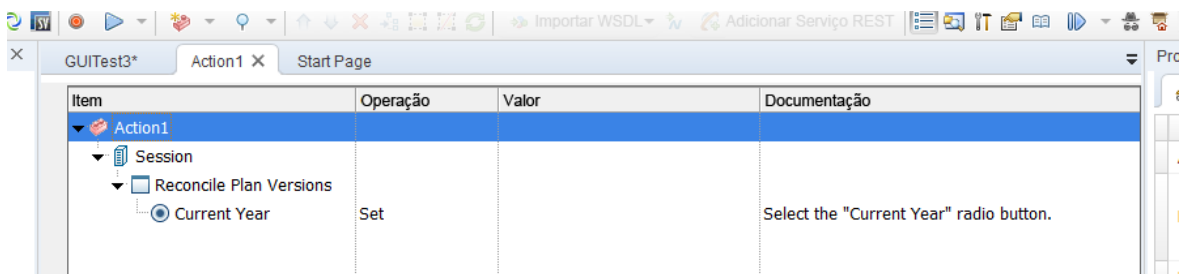 SY Importar WSDL Adicionar Serviço REST
GUITest3* Action1 Start Page Pro
Item Operação Valor Documentação
Action1
Session
Reconcile Plan Versions
Current Year Set Select the "Current Year" radio button.